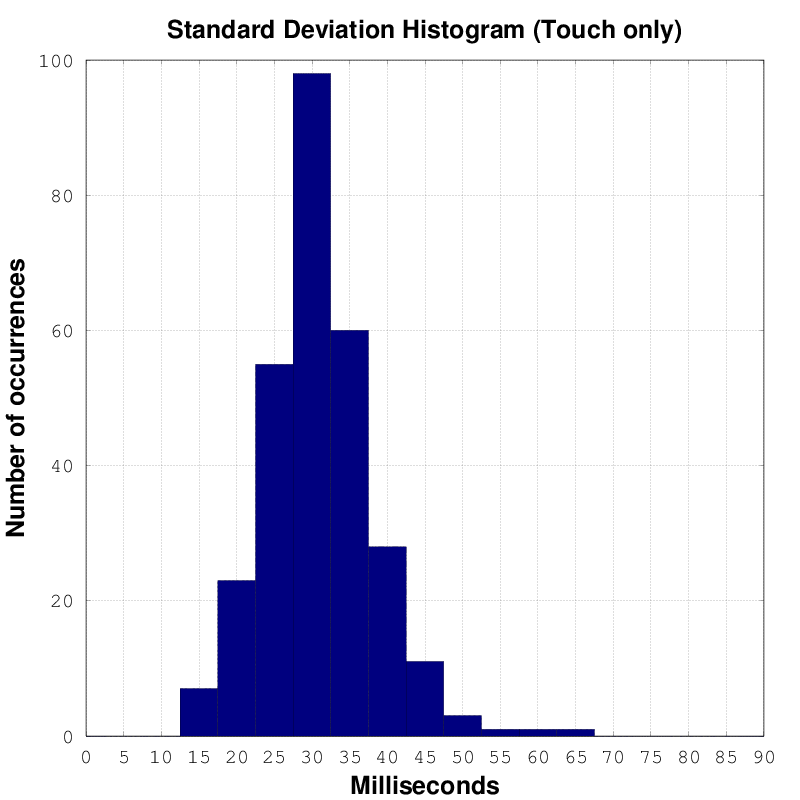 Standard Deviation Histogram (Touch only)
100
80
60
40
20
0
Number of occurrences
0 5 10 15 20 25 30 35 40 45 50 55 60 65 70 75 80 85 90
Milliseconds